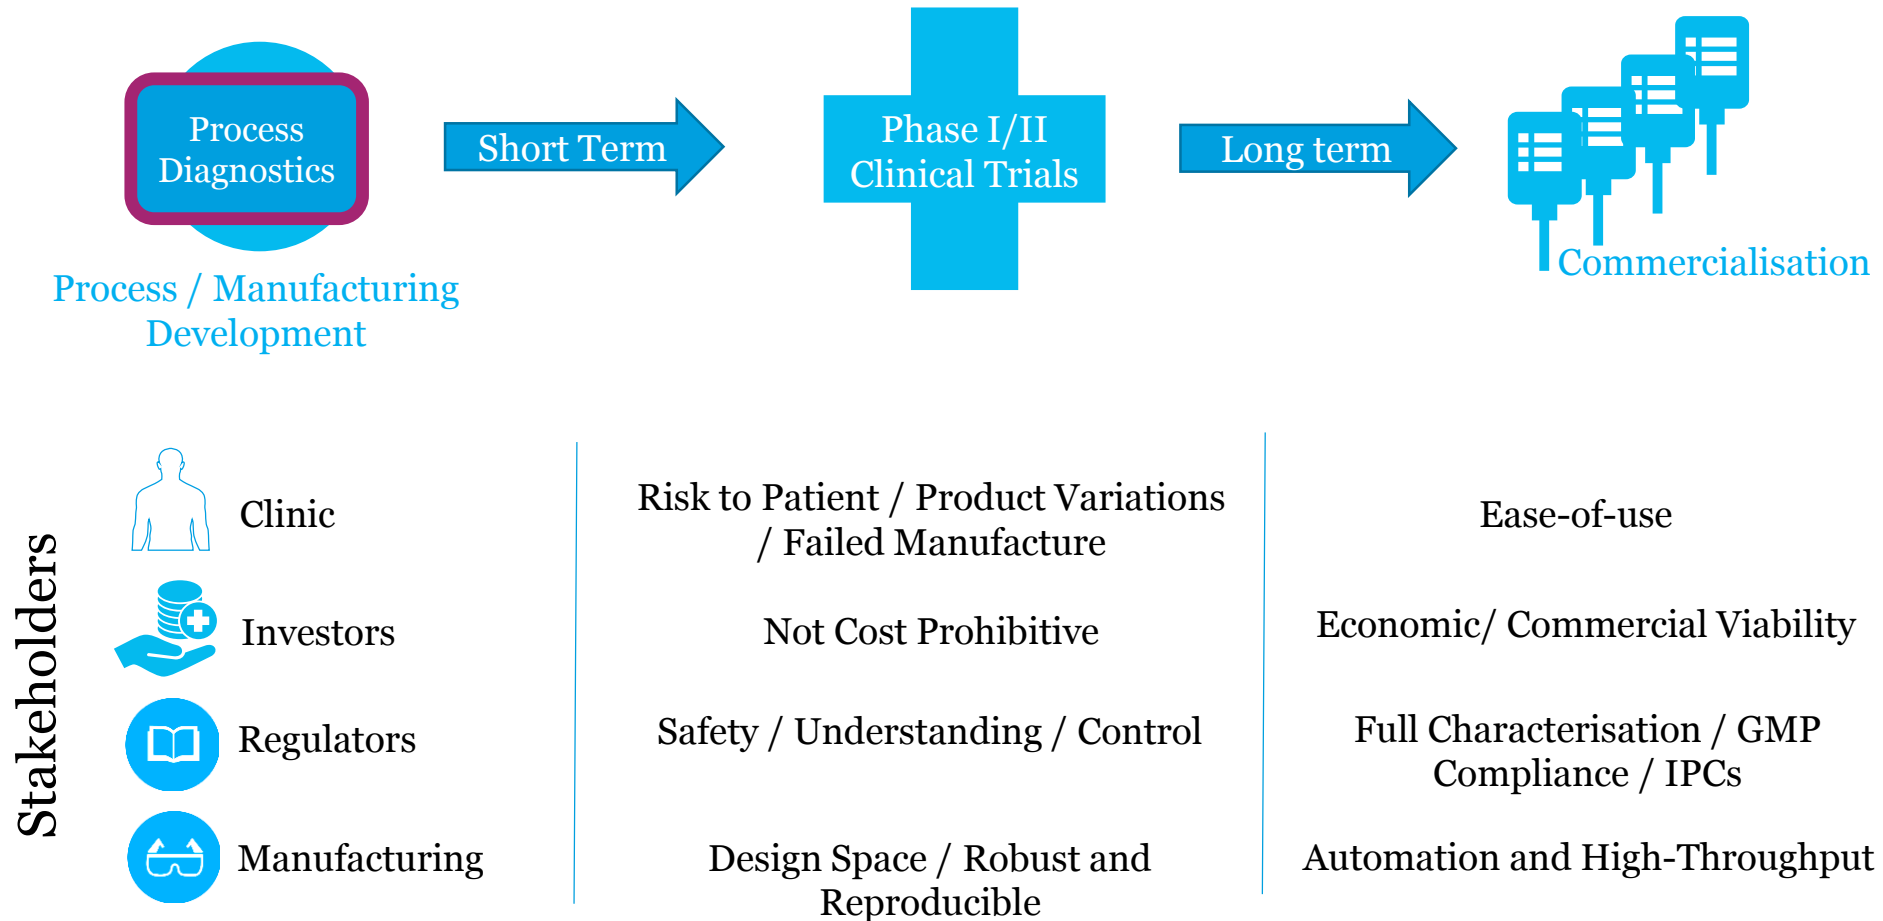 Process
Diagnostics
Short Term
Phase I/II
Clinical Trials
Long term
Commercialisation
Process / Manufacturing
Development
Stakeholders
Clinic
Risk to Patient / Product Variations
/ Failed Manufacture
Ease-of-use
Investors
Not Cost Prohibitive
Economic/ Commercial Viability
Regulators
Safety / Understanding / Control
Full Characterisation / GMP
Compliance / IPCs
Manufacturing
Design Space / Robust and
Reproducible
Automation and High-Throughput